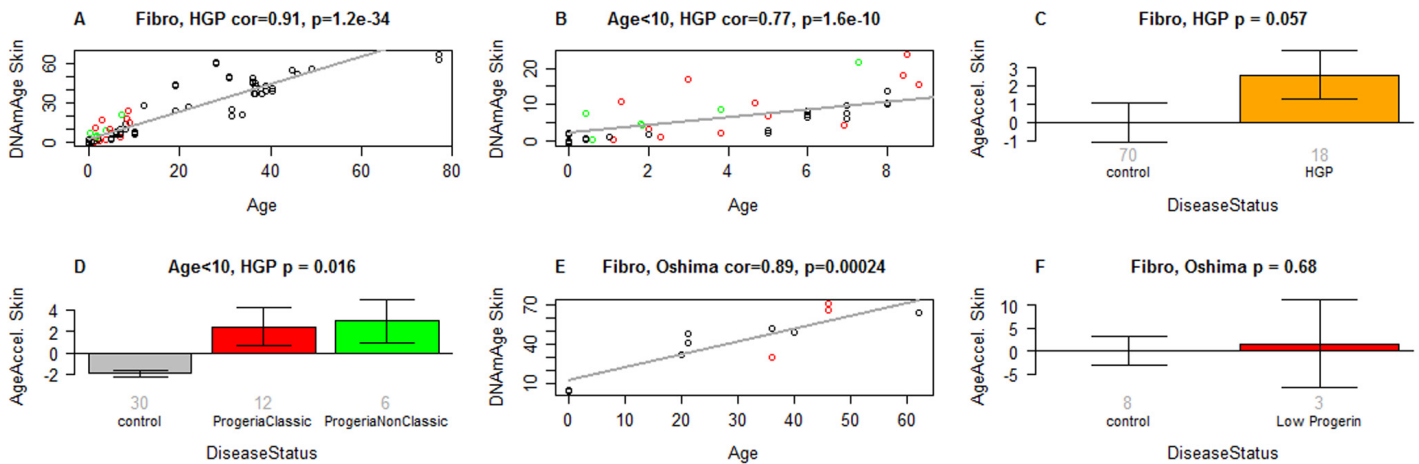 A Fibro, HGP cor=0.91, p=1.2e-34
DNAmAge Skin
0 30 60
0 20 40 60 80
Age
B Age<10, HGP cor=0.77, p=1.6e-10
DNAmAge Skin
0 10 20
0 2 4 6 8
Age
C Fibro, HGP p = 0.057
AgeAccel. Skin
-1 0 1 2 3
70 18
control HGP
DiseaseStatus
D Age<10, HGP p = 0.016
AgeAccel. Skin
-2 0 2 4
30 12 6
control ProgeriaClassic ProgeriaNonClassic
DiseaseStatus
E Fibro, Oshima cor=0.89, p=0.00024
DNAmAge Skin
10 40 70
0 10 20 30 40 50 60
Age
F Fibro, Oshima p = 0.68
AgeAccel. Skin
-5 0 5 10
8 3
control Low Progerin
DiseaseStatus